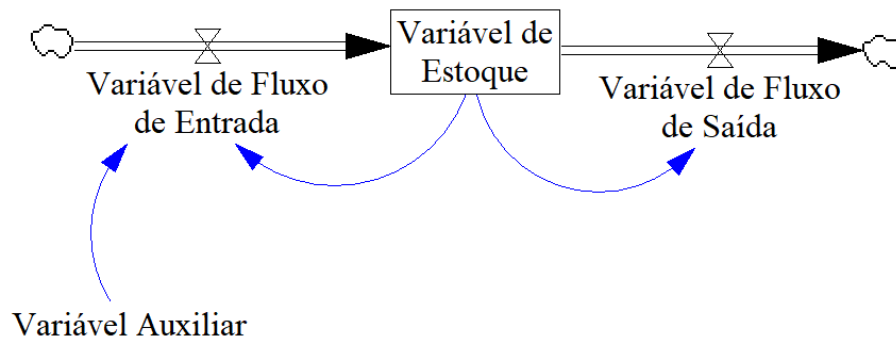 Variável de
Estoque
Variável de Fluxo
de Entrada
Variável de Fluxo
de Saída
Variável Auxiliar